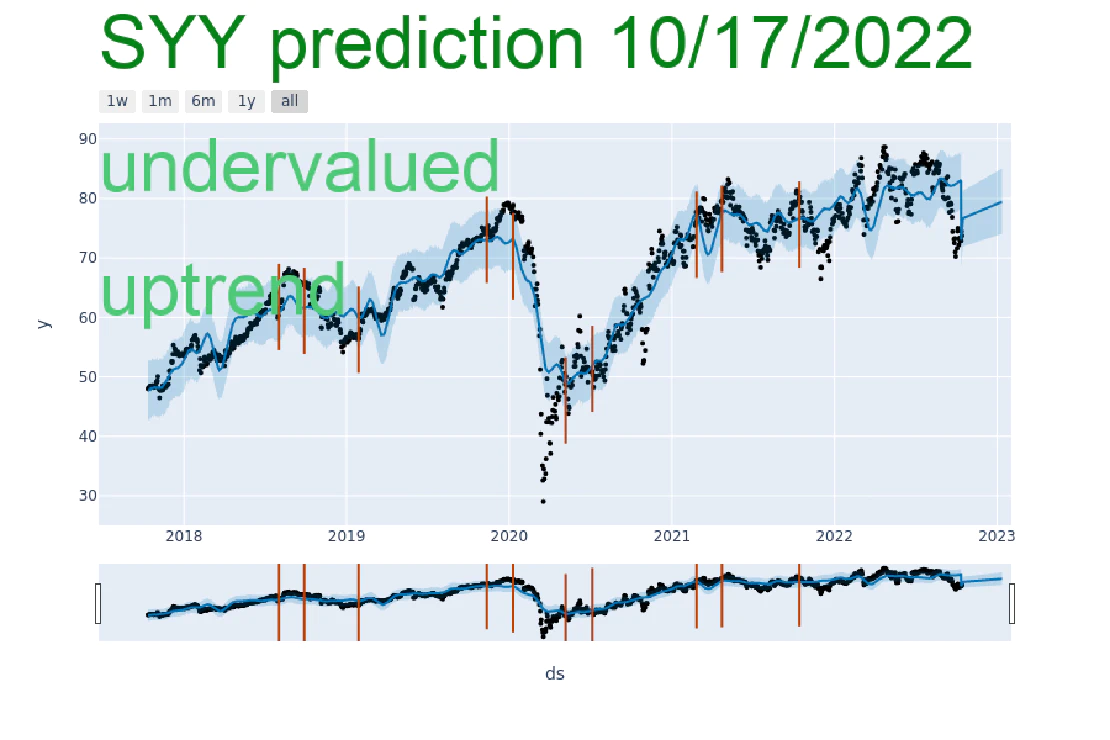 SYY prediction 10/17/2022
1w 1m 6m 1y all
90
undervalued
80
70
uptrend
60
y
50
40
30
2018 2019 2020 2021 2022 2023
ds